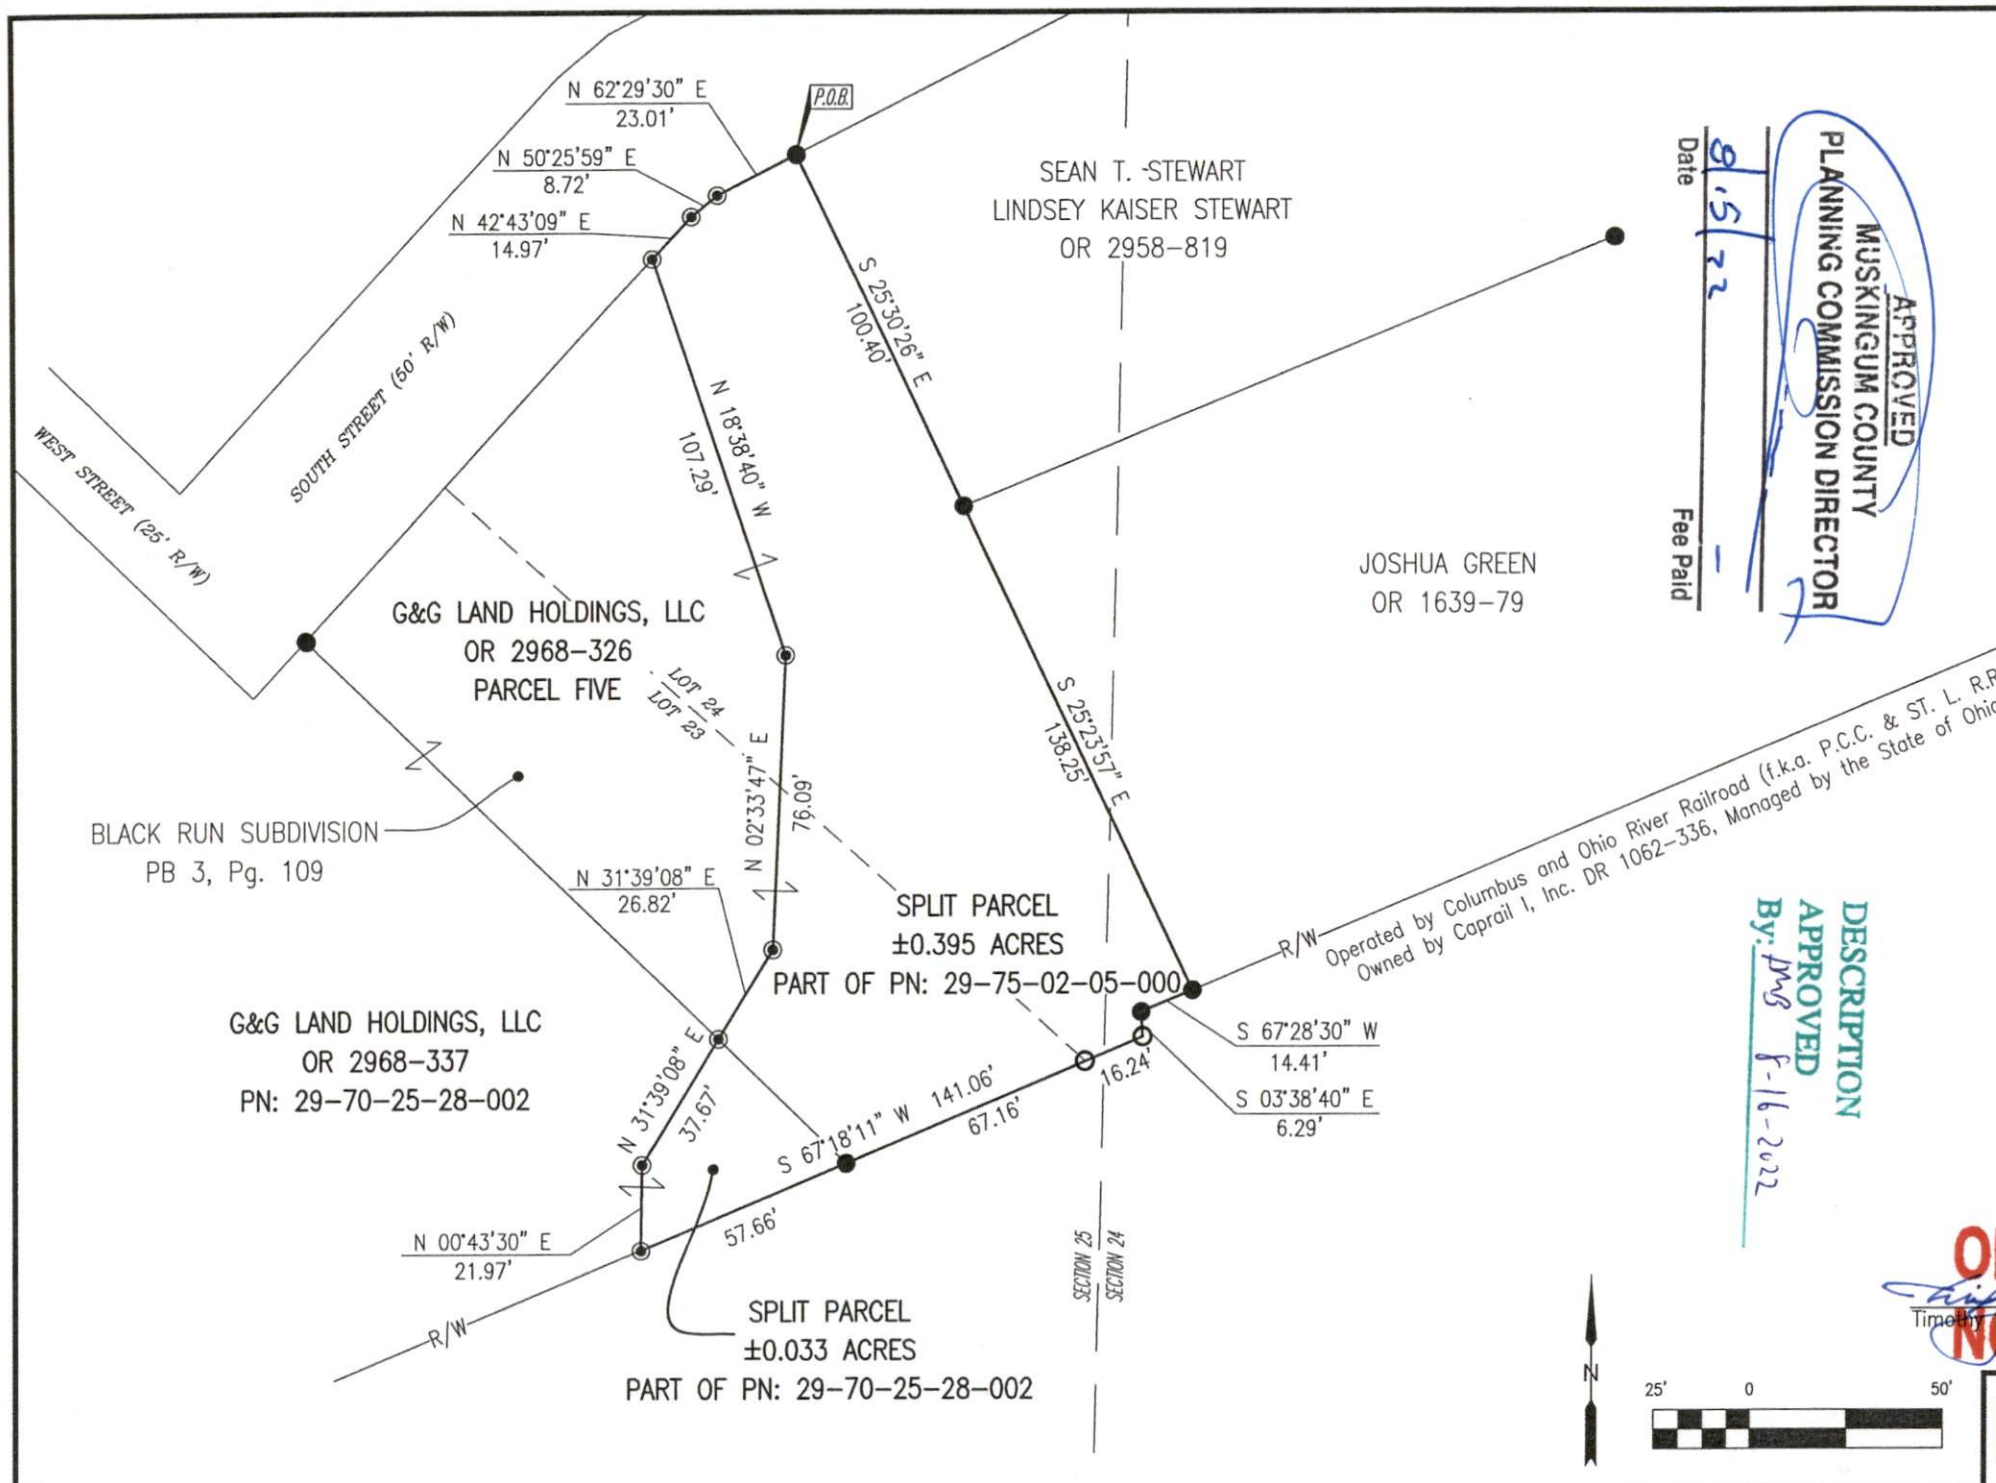 N 62°29'30" E
23.01'
P.O.B.
N 50°25'59" E
8.72'
N 42°43'09" E
14.97'
SEAN T. STEWART
LINDSEY KAISER STEWART
OR 2958-819
S 25°30'26" E
100.40'
APPROVED
MUSKINGUM COUNTY
PLANNING COMMISSION DIRECTOR
Date
Fee Paid
SOUTH STREET (50' R/W)
WEST STREET (25' R/W)
N 18°38'40" W
107.29'
G&G LAND HOLDINGS, LLC
OR 2968-326
PARCEL FIVE
LOT 24
LOT 23
JOSHUA GREEN
OR 1639-79
S 25°23'57" E
138.25'
N 02°33'47" E
76.09'
BLACK RUN SUBDIVISION
PB 3, Pg. 109
N 31°39'08" E
26.82'
SPLIT PARCEL
±0.395 ACRES
PART OF PN: 29-75-02-05-000
R/W
Operated by Columbus and Ohio River Railroad (f.k.a. P.C.C. & ST. L. R.R
Owned by Caprail I, Inc. DR 1062-336, Managed by the State of Ohio
DESCRIPTION
APPROVED
By: 8-16-2022
G&G LAND HOLDINGS, LLC
OR 2968-337
PN: 29-70-25-28-002
N 31°39'08" E
37.67'
S 67°28'30" W
14.41'
S 03°38'40" E
6.29'
S 67°18'11" W 141.06'
16.24'
67.16'
57.66'
N 00°43'30" E
21.97'
SECTION 25
SECTION 24
R/W
SPLIT PARCEL
±0.033 ACRES
PART OF PN: 29-70-25-28-002
Timothy
N
25' 0 50'